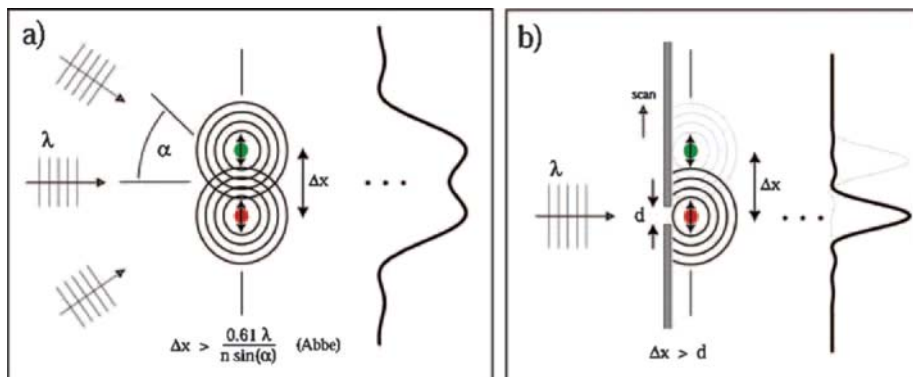 a)
λ
α
Δx
Δx > 0.61 λ / n sin(α) (Abbe)
b)
scan
λ
d
Δx
Δx > d